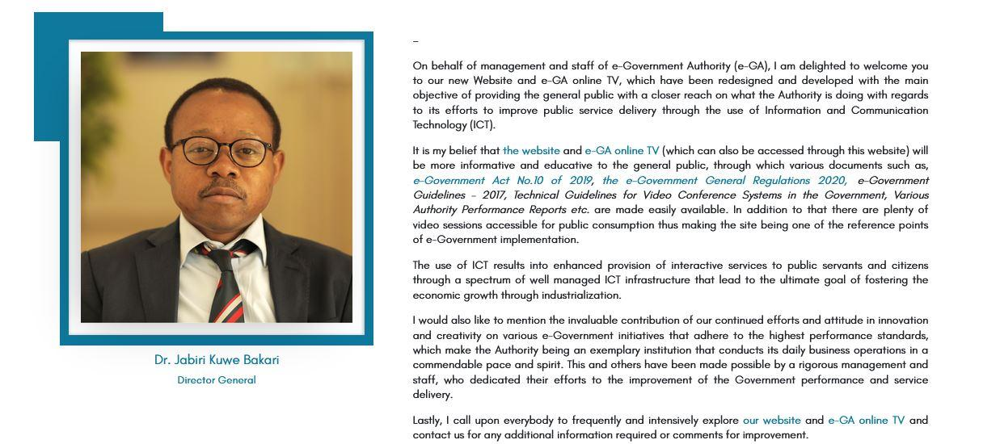 –
On behalf of management and staff of e-Government Authority (e-GA), I am delighted to welcome you
to our new Website and e-GA online TV, which have been redesigned and developed with the main
objective of providing the general public with a closer reach on what the Authority is doing with regards
to its efforts to improve public service delivery through the use of Information and Communication
Technology (ICT).
It is my belief that the website and e-GA online TV (which can also be accessed through this website) will
be more informative and educative to the general public, through which various documents such as,
e-Government Act No.10 of 2019, the e-Government General Regulations 2020, e-Government
Guidelines - 2017, Technical Guidelines for Video Conference Systems in the Government, Various
Authority Performance Reports etc. are made easily available. In addition to that there are plenty of
video sessions accessible for public consumption thus making the site being one of the reference points
of e-Government implementation.
The use of ICT results into enhanced provision of interactive services to public servants and citizens
through a spectrum of well managed ICT infrastructure that lead to the ultimate goal of fostering the
economic growth through industrialization.
I would also like to mention the invaluable contribution of our continued efforts and attitude in innovation
and creativity on various e-Government initiatives that adhere to the highest performance standards,
which make the Authority being an exemplary institution that conducts its daily business operations in a
commendable pace and spirit. This and others have been made possible by a rigorous management and
staff, who dedicated their efforts to the improvement of the Government performance and service
delivery.
Lastly, I call upon everybody to frequently and intensively explore our website and e-GA online TV and
contact us for any additional information required or comments for improvement.
Dr. Jabiri Kuwe Bakari
Director General